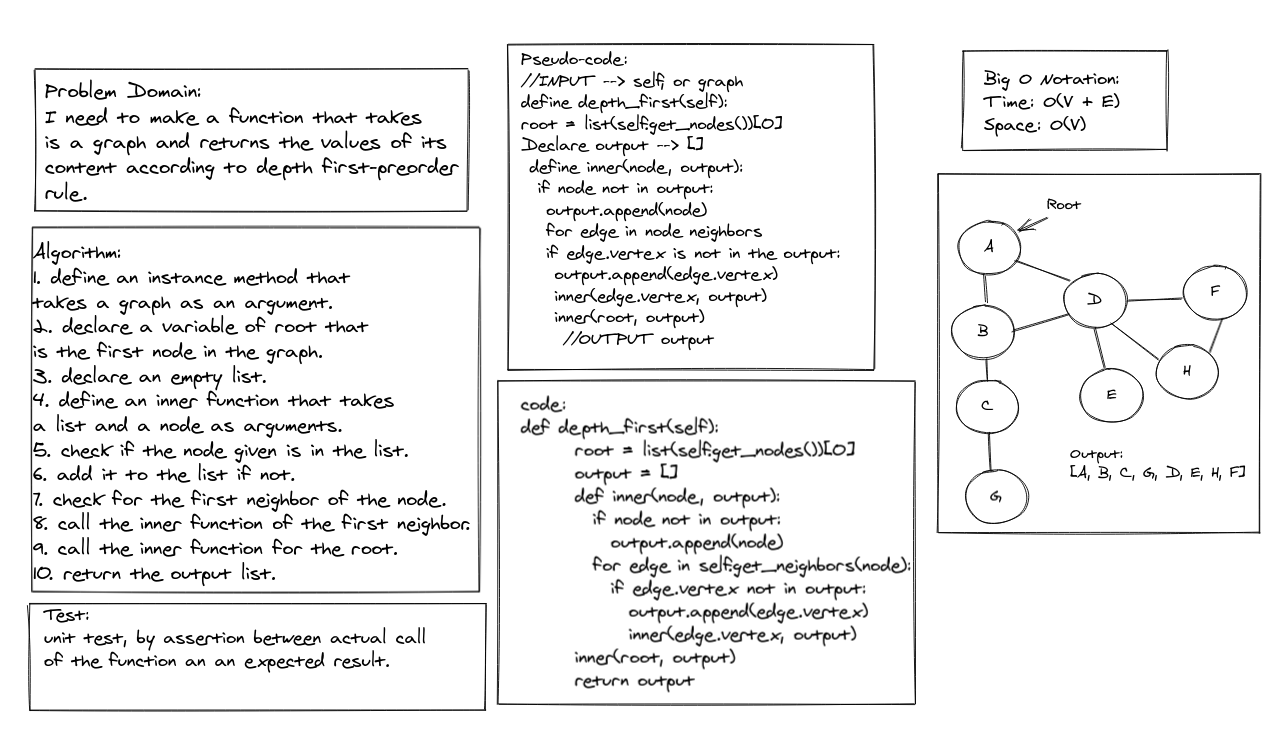 Problem Domain:
I need to make a function that takes
is a graph and returns the values of its
content according to depth first-preorder
rule.
Algorithm:
1. define an instance method that
takes a graph as an argument.
2. declare a variable of root that
is the first node in the graph.
3. declare an empty list.
4. define an inner function that takes
a list and a node as arguments.
5. check if the node given is in the list.
6. add it to the list if not.
7. check for the first neighbor of the node.
8. call the inner function of the first neighbor.
9. call the inner function for the root.
10. return the output list.
Test:
unit test, by assertion between actual call
of the function an an expected result.
Pseudo-code:
//INPUT --> self, or graph
define depth_first(self):
root = list(self.get_nodes())[0]
Declare output --> []
define inner(node, output):
if node not in output:
output.append(node)
for edge in node neighbors
if edge.vertex is not in the output:
output.append(edge.vertex)
inner(edge.vertex, output)
inner(root, output)
//OUTPUT output
code:
def depth_first(self):
root = list(self.get_nodes())[0]
output = []
def inner(node, output):
if node not in output:
output.append(node)
for edge in self.get_neighbors(node):
if edge.vertex not in output:
output.append(edge.vertex)
inner(edge.vertex, output)
inner(root, output)
return output
Big O Notation:
Time: O(V + E)
Space: O(V)
Root
A
D
F
B
H
E
C
G
Output:
[A, B, C, G, D, E, H, F]